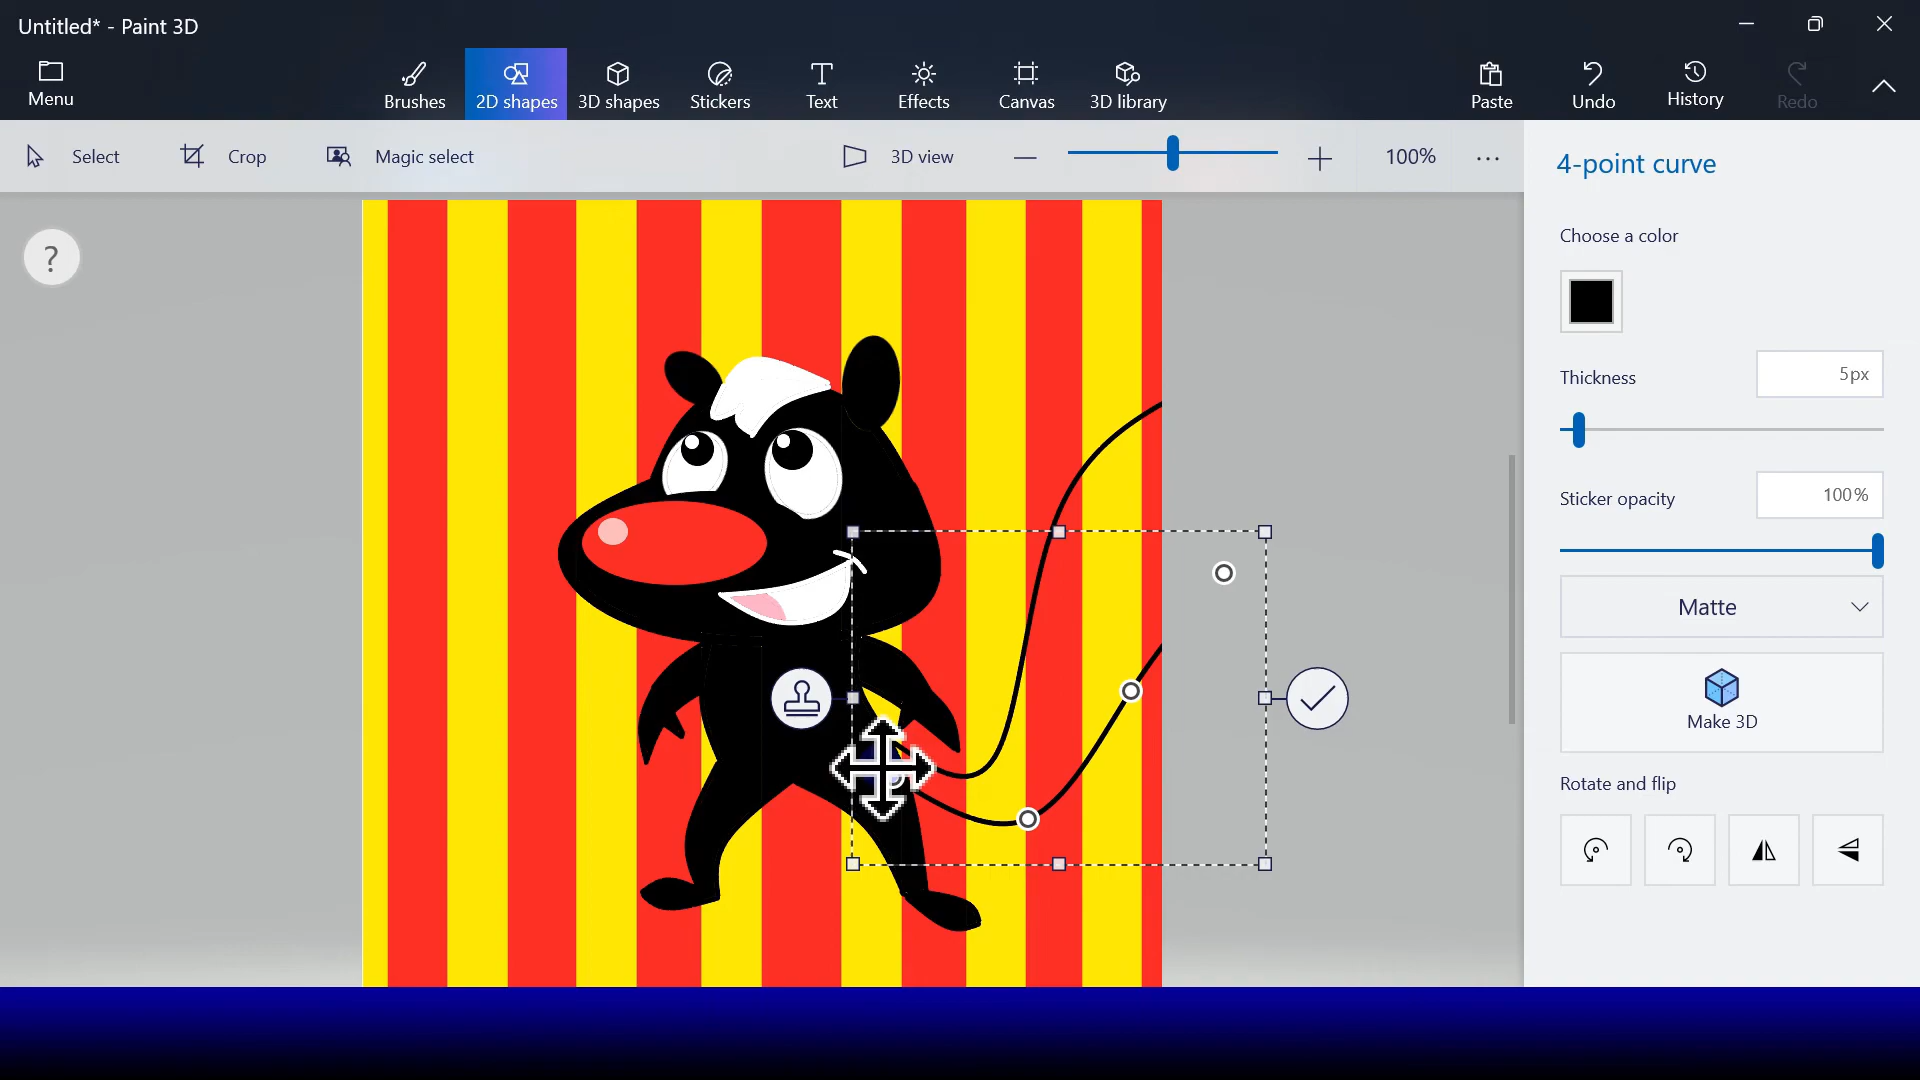 Untitled* - Paint 3D
Menu
Brushes
2D shapes
3D shapes
Stickers
Text
Effects
Canvas
3D library
Paste
Undo
History
Redo
Select
Crop
Magic select
3D view
100%
4-point curve
?
Choose a color
Thickness
5px
Sticker opacity
100%
Matte
Make 3D
Rotate and flip